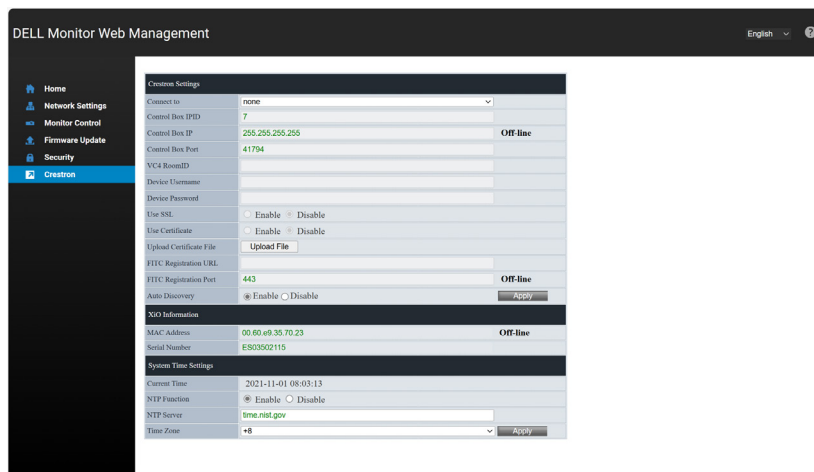 DELL Monitor Web Management
English
?
Home
Network Settings
Monitor Control
Firmware Update
Security
Crestron
Crestron Settings
Connect to none
Control Box IPID 7
Control Box IP 255.255.255.255 Off-line
Control Box Port 41794
VC4 RoomID
Device Username
Device Password
Use SSL Enable Disable
Use Certificate Enable Disable
Upload Certificate File Upload File
FITC Registration URL
FITC Registration Port 443 Off-line
Auto Discovery Enable Disable Apply
XiO Information
MAC Address 00.60.e9.35.70.23 Off-line
Serial Number ES03502115
System Time Settings
Current Time 2021-11-01 08:03:13
NTP Function Enable Disable
NTP Server time.nist.gov
Time Zone +8 Apply